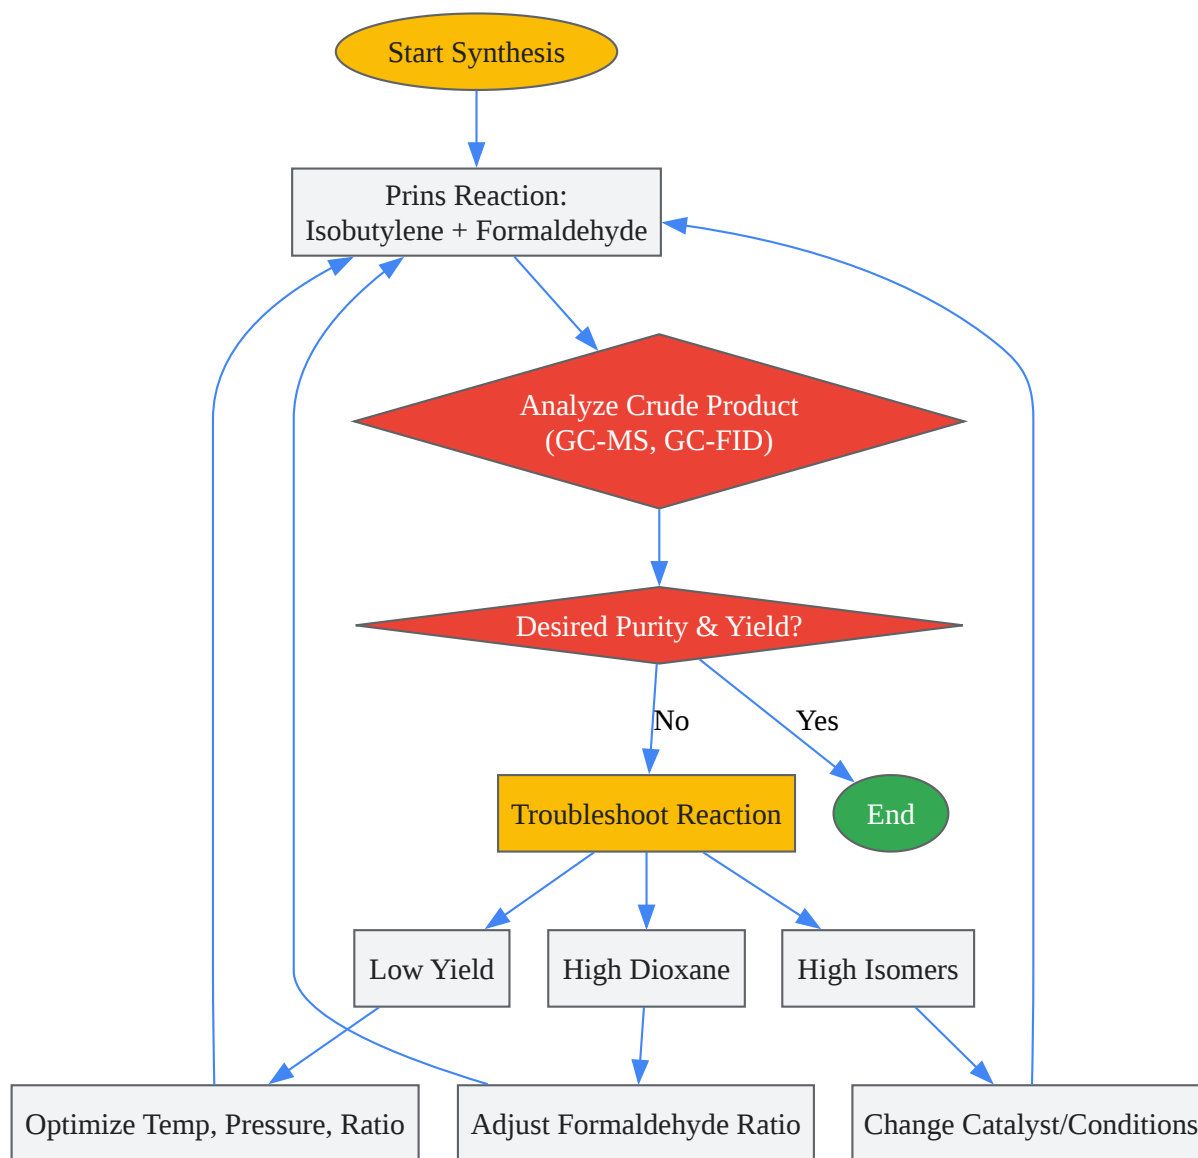 Start Synthesis
Prins Reaction:
Isobutylene + Formaldehyde
Analyze Crude Product
(GC-MS, GC-FID)
Desired Purity & Yield?
No
Yes
Troubleshoot Reaction
End
Low Yield
High Dioxane
High Isomers
Optimize Temp, Pressure, Ratio
Adjust Formaldehyde Ratio
Change Catalyst/Conditions